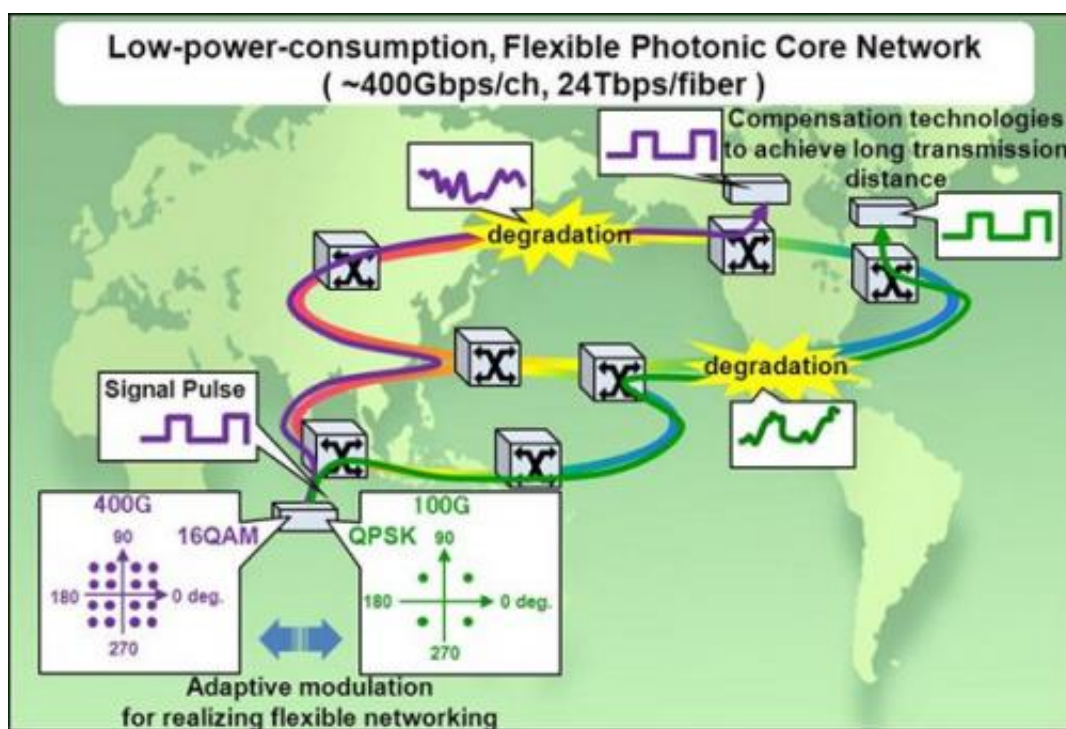 Low-power-consumption, Flexible Photonic Core Network
( ~400Gbps/ch, 24Tbps/fiber )
Compensation technologies
to achieve long transmission
distance
degradation
degradation
Signal Pulse
400G
16QAM
90
180
0 deg.
270
100G
QPSK
90
180
0 deg.
270
Adaptive modulation
for realizing flexible networking